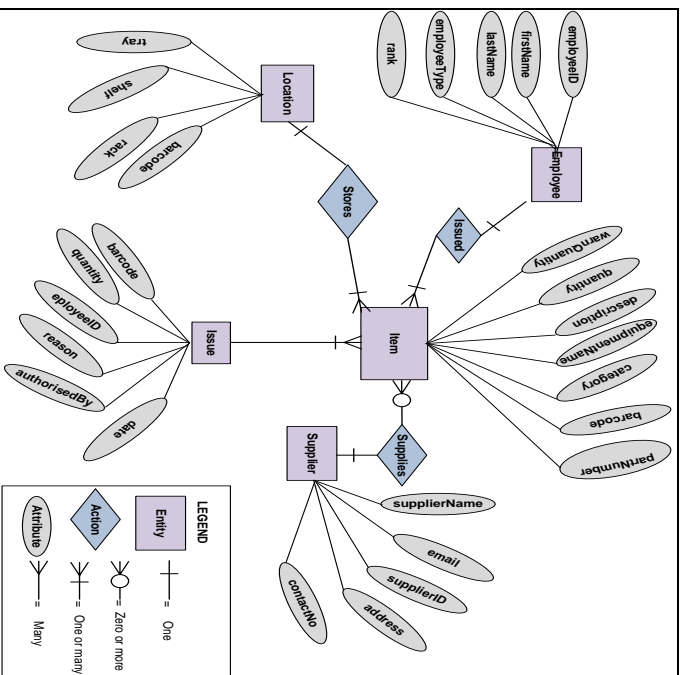 employeeID
firstName
lastName
employeeType
rank
Employee
Location
tray
shelf
rack
barcode
Stores
Issued
warnQuantity
quantity
description
equipmentName
category
barcode
partNumber
Item
Issue
barcode
quantity
eployeeID
reason
authorisedBy
date
Supplies
Supplier
supplierName
email
supplierID
address
contactNo
LEGEND
Entity
= One
Action
= Zero or more
= One or many
Attribute
= Many